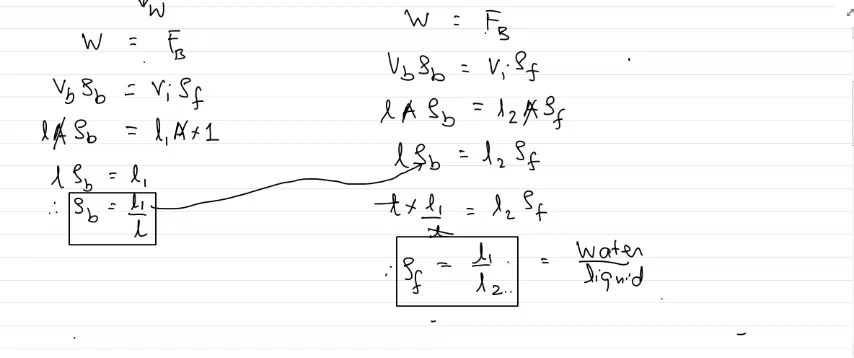 W
W = F_B
V_b ρ_b = V_i ρ_f
l A ρ_b = l_1 A × 1
l ρ_b = l_1
∴ ρ_b = l_1/l
W = F_B
V_b ρ_b = V_i ρ_f
l A ρ_b = l_2 A ρ_f
l ρ_b = l_2 ρ_f
l × l_1/l = l_2 ρ_f
∴ ρ_f = l_1/l_2 = water/liquid